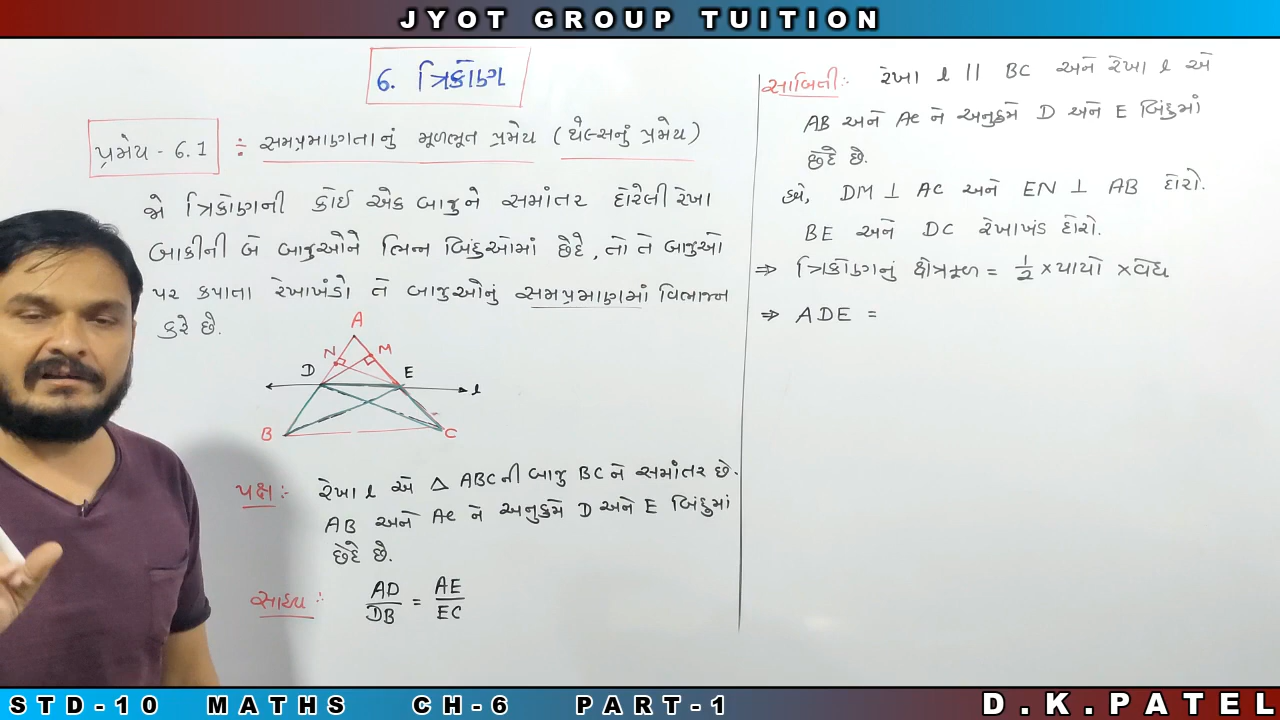 JYOT GROUP TUITION
6. ત્રિકોણ
પ્રમેય - 6.1 ÷ સમપ્રમાણતાનું મૂળભૂત પ્રમેય (થેલ્સનું પ્રમેય)
જો ત્રિકોણની કોઈ એક બાજુને સમાંતર દોરેલી રેખા
બાકીની બે બાજુઓને ભિન્ન બિંદુઓમાં છેદે, તો તે બાજુઓ
પર કપાતા રેખાખંડો તે બાજુઓનું સમપ્રમાણમાં વિભાજન
કરે છે.
A
N M
D E
l
B C
પક્ષ:- રેખા l એ △ ABC ની બાજુ BC ને સમાંતર છે.
AB અને AC ને અનુક્રમે D અને E બિંદુમાં
છેદે છે.
સાધ્ય:- AD/DB = AE/EC
સાબિતી:- રેખા l || BC અને રેખા l એ
AB અને AC ને અનુક્રમે D અને E બિંદુમાં
છેદે છે.
હવે, DM ⊥ AC અને EN ⊥ AB દોરો.
BE અને DC રેખાખંડ દોરો.
⇒ ત્રિકોણનું ક્ષેત્રફળ = 1/2 × પાયો × વેધ
⇒ ADE =
STD-10 MATHS CH-6 PART-1 D.K.PATEL